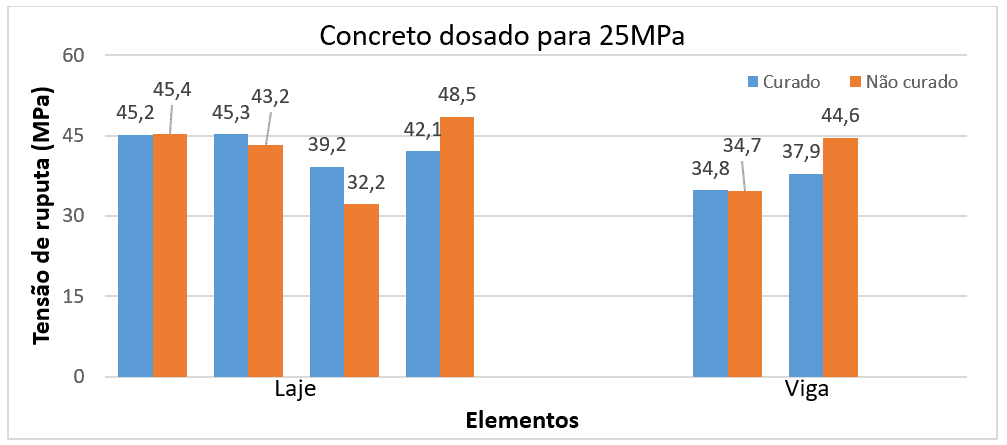 Concreto dosado para 25MPa
Curado Não curado
Tensão de ruputa (MPa)
60
45
30
15
0
45,2 45,4 45,3 43,2 39,2 32,2 42,1 48,5 34,8 34,7 37,9 44,6
Laje Viga
Elementos